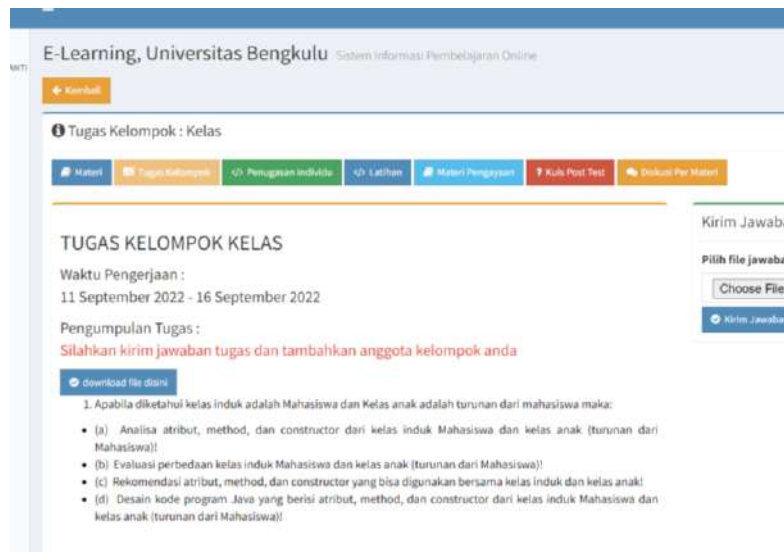 E-Learning, Universitas Bengkulu Sistem Informasi Pembelajaran Online
Kembali
Tugas Kelompok : Kelas
Materi Tugas Kelompok </> Penugasan Individu </> Latihan Materi Pengayaan ? Kuis Post Test Diskusi Per Materi
TUGAS KELOMPOK KELAS
Waktu Pengerjaan :
11 September 2022 - 16 September 2022
Pengumpulan Tugas :
Silahkan kirim jawaban tugas dan tambahkan anggota kelompok anda
download file disini
1. Apabila diketahui kelas induk adalah Mahasiswa dan Kelas anak adalah turunan dari mahasiswa maka:
• (a) Analisa atribut, method, dan constructor dari kelas induk Mahasiswa dan kelas anak (turunan dari
Mahasiswa)!
• (b) Evaluasi perbedaan kelas induk Mahasiswa dan kelas anak (turunan dari Mahasiswa)!
• (c) Rekomendasi atribut, method, dan constructor yang bisa digunakan bersama kelas induk dan kelas anak!
• (d) Desain kode program Java yang berisi atribut, method, dan constructor dari kelas induk Mahasiswa dan
kelas anak (turunan dari Mahasiswa)!
Kirim Jawaba
Pilih file jawaba
Choose File
Kirim Jawaba